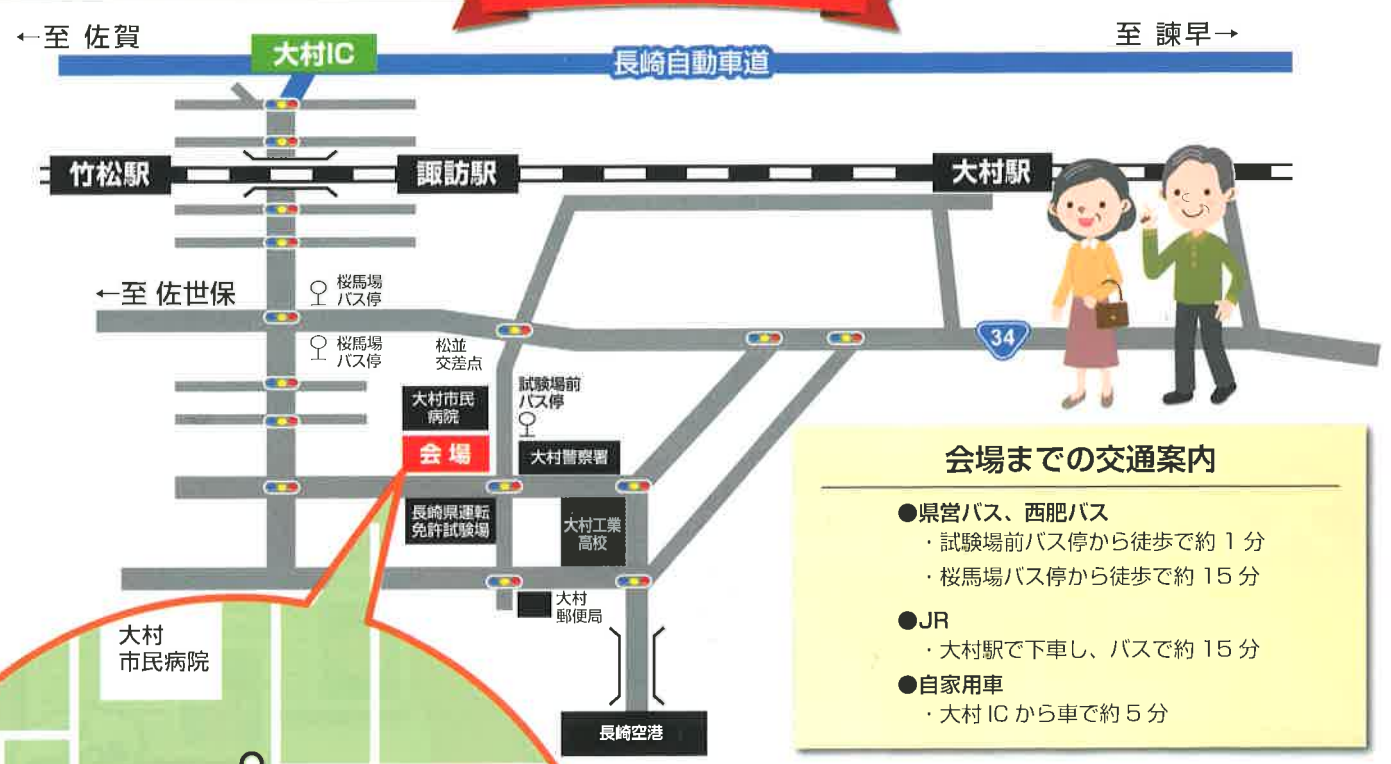 ←至 佐賀
大村IC
長崎自動車道
至 諫早→
竹松駅
諏訪駅
大村駅
←至 佐世保
桜馬場
バス停
桜馬場
バス停
松並
交差点
34
試験場前
バス停
大村市民
病院
会場
大村警察署
長崎県運転
免許試験場
大村工業
高校
大村
郵便局
長崎空港
大村
市民病院
会場までの交通案内
●県営バス、西肥バス
・試験場前バス停から徒歩で約 1 分
・桜馬場バス停から徒歩で約 15 分
●JR
・大村駅で下車し、バスで約 15 分
●自家用車
・大村 IC から車で約 5 分